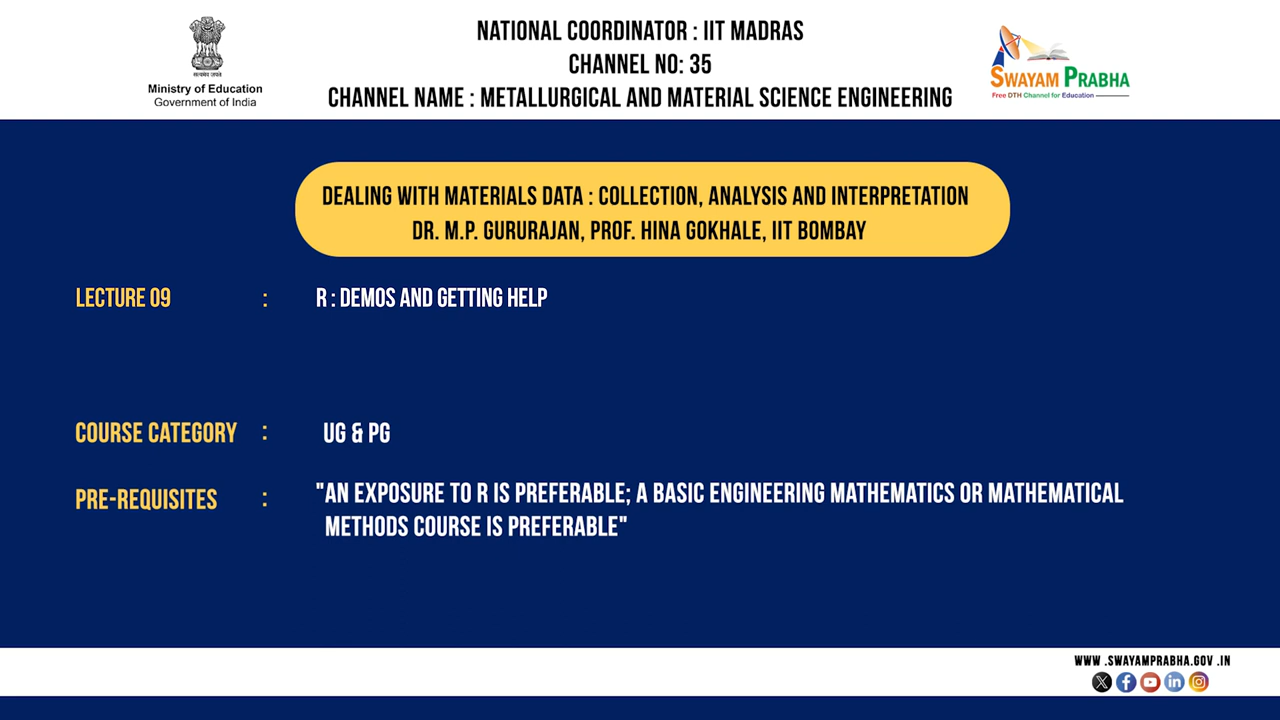 NATIONAL COORDINATOR : IIT MADRAS
CHANNEL NO: 35
CHANNEL NAME : METALLURGICAL AND MATERIAL SCIENCE ENGINEERING
सत्यमेव जयते
Ministry of Education
Government of India
SWAYAM PRABHA
Free DTH Channel for Education
DEALING WITH MATERIALS DATA : COLLECTION, ANALYSIS AND INTERPRETATION
DR. M.P. GURURAJAN, PROF. HINA GOKHALE, IIT BOMBAY
LECTURE 09 : R : DEMOS AND GETTING HELP
COURSE CATEGORY : UG & PG
PRE-REQUISITES : "AN EXPOSURE TO R IS PREFERABLE; A BASIC ENGINEERING MATHEMATICS OR MATHEMATICAL
METHODS COURSE IS PREFERABLE"
WWW .SWAYAMPRABHA.GOV .IN